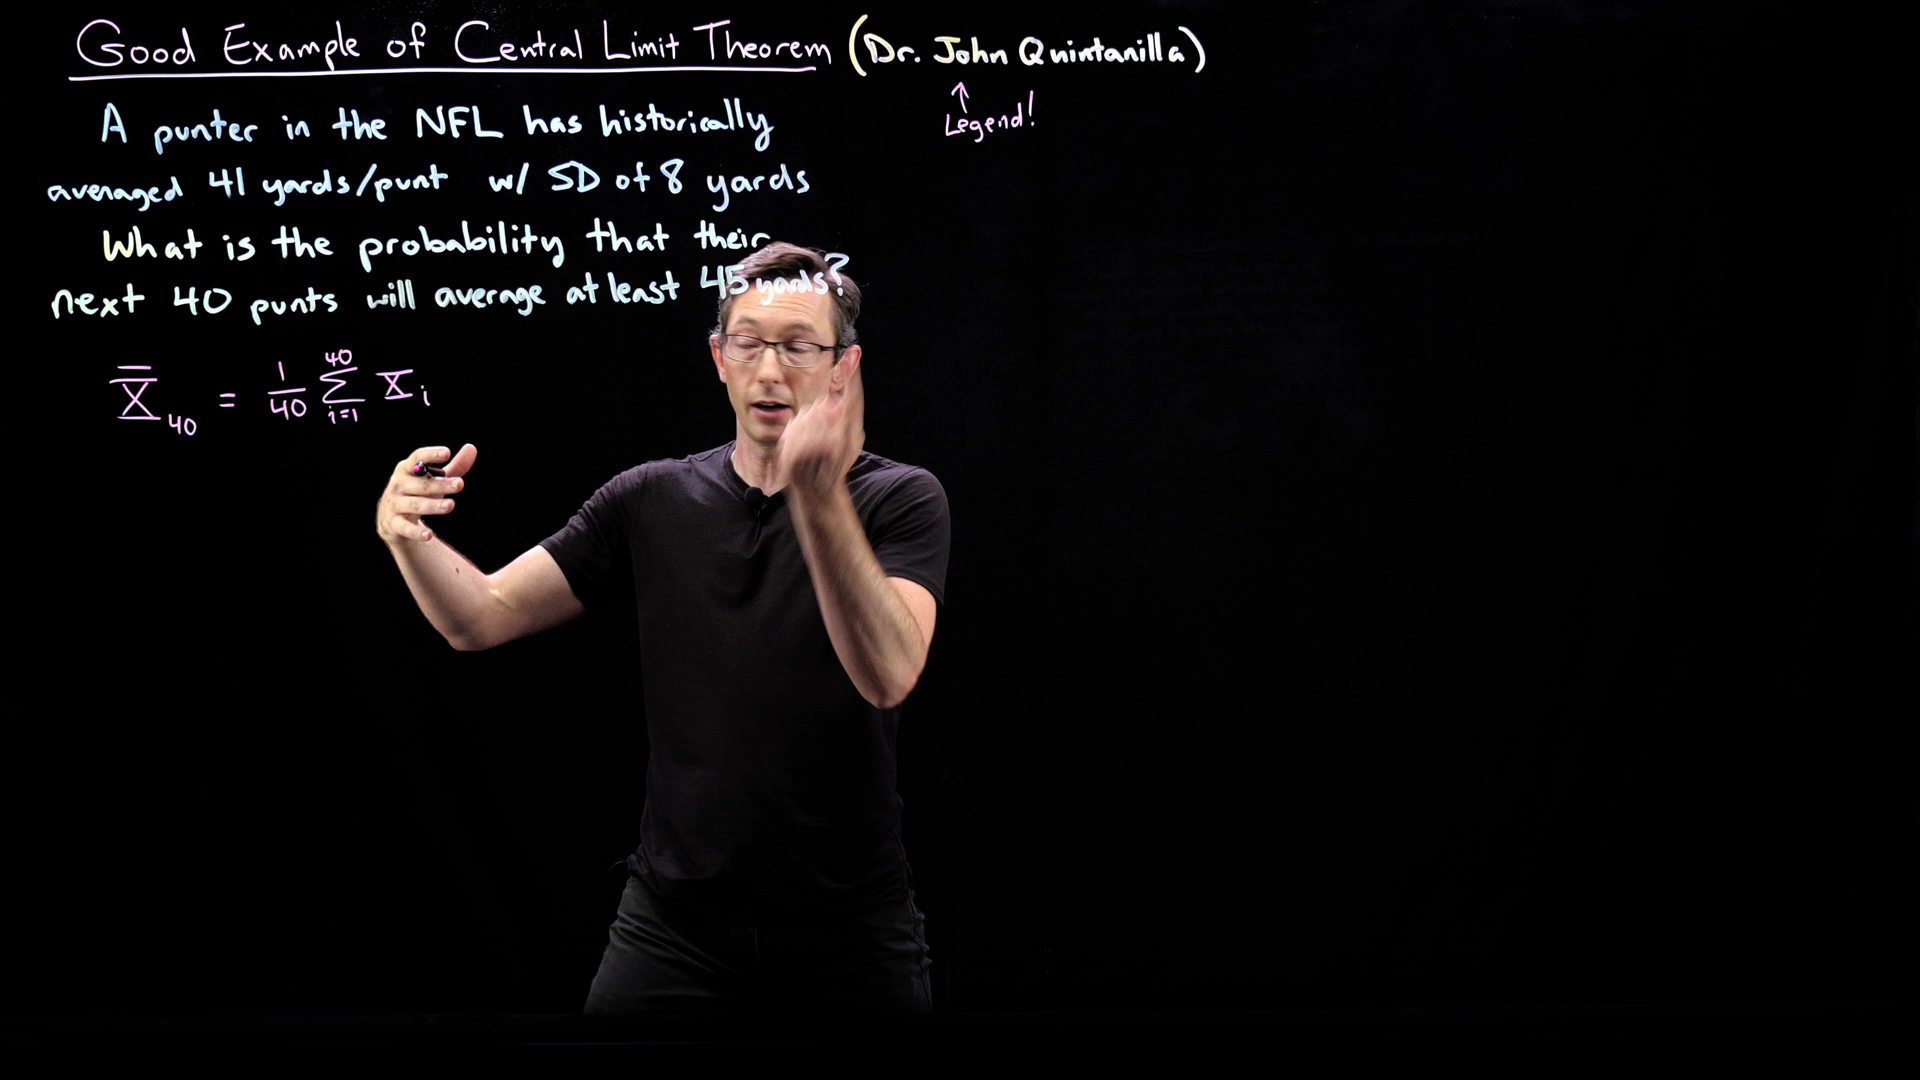 Good Example of Central Limit Theorem (Dr. John Quintanilla)
↑
Legend!
A punter in the NFL has historically
averaged 41 yards/punt w/ SD of 8 yards
What is the probability that their
next 40 punts will average at least 45 yards?
X̄₄₀ = 1/40 ∑_{i=1}^{40} Xᵢ